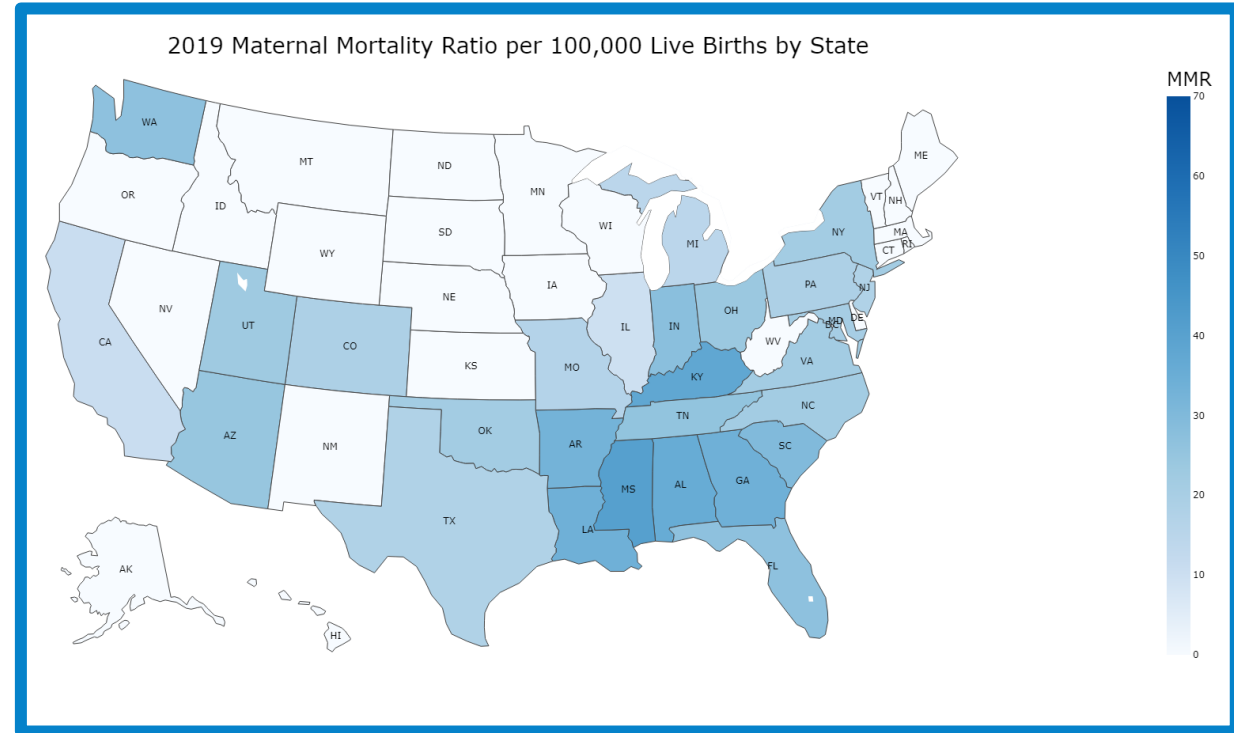 2019 Maternal Mortality Ratio per 100,000 Live Births by State
MMR
70
60
50
40
30
20
10
0
WA
MT
ND
MN
ME
OR
ID
SD
WI
VT
NH
WY
MI
NY
MA
CT
RI
NV
NE
IA
PA
NJ
UT
CO
IL
IN
OH
MD
DE
DC
CA
KS
MO
WV
VA
KY
AZ
NM
OK
TN
NC
AR
SC
MS
AL
GA
TX
LA
FL
AK
HI